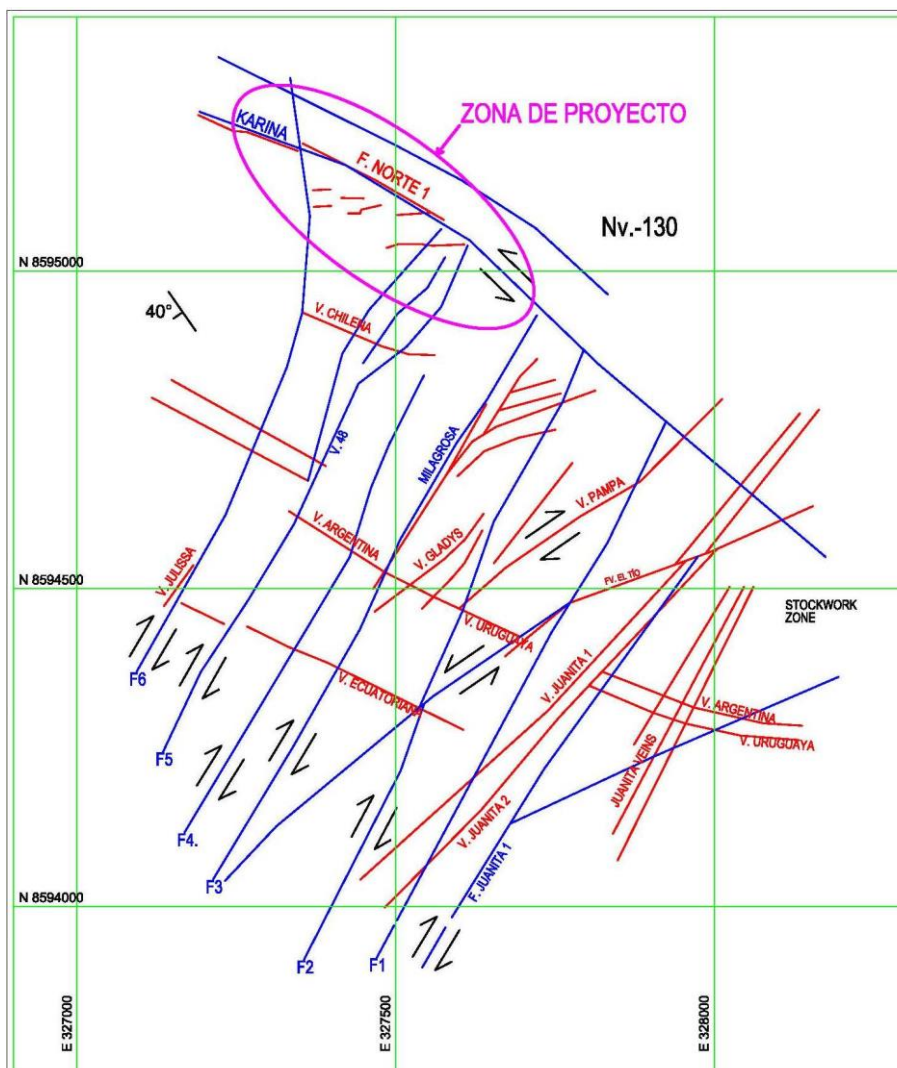 ZONA DE PROYECTO
KARINA
F. NORTE 1
Nv.-130
N 8595000
40°
V. CHILENA
V. 48
MILAGROSA
V. PAMPA
V. ARGENTINA
V. GLADYS
V. JULISSA
FV. EL TÍO
N 8594500
STOCKWORK
ZONE
V. URUGUAYA
V. JUANITA 1
F6
V. ECUATORIANA
V. ARGENTINA
V. URUGUAYA
F5
JUANITA VEINS
V. JUANITA 2
F4.
F. JUANITA 1
F3
N 8594000
F2
F1
E 327000
E 327500
E 328000